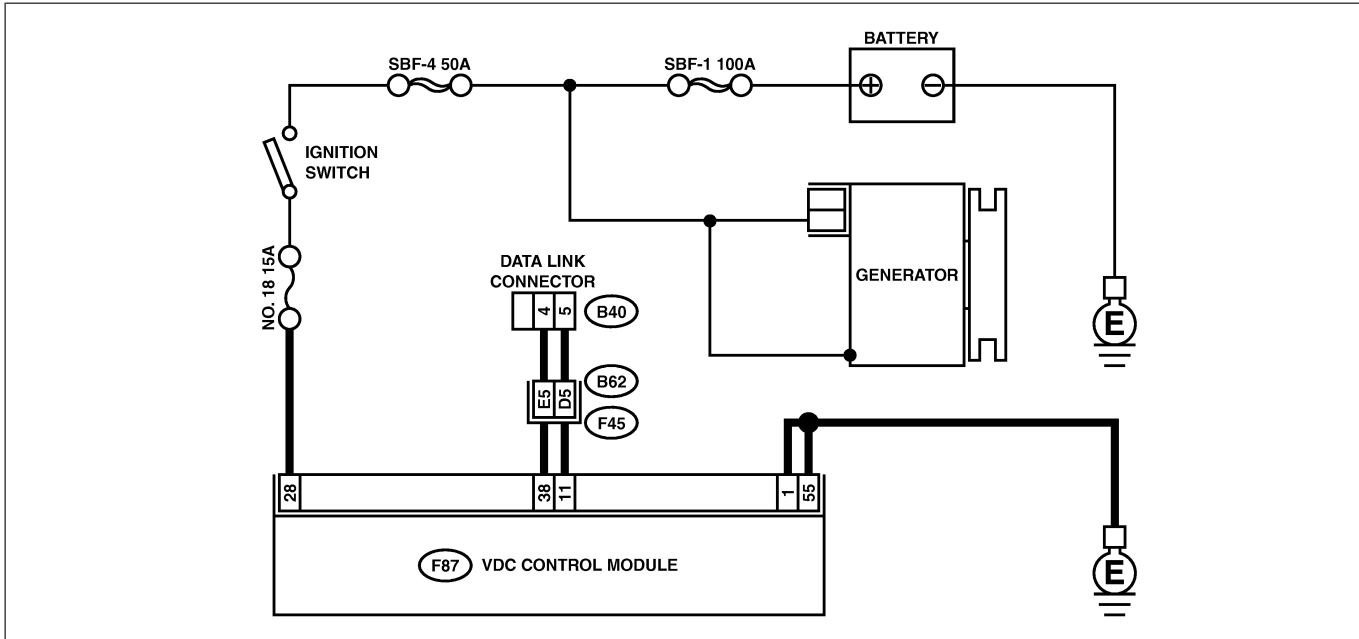 BATTERY
SBF-4 50A
SBF-1 100A
IGNITION
SWITCH
NO. 18 15A
DATA LINK
CONNECTOR
4
5
B40
GENERATOR
E
E5
D5
B62
F45
28
38
11
1
55
F87
VDC CONTROL MODULE
E